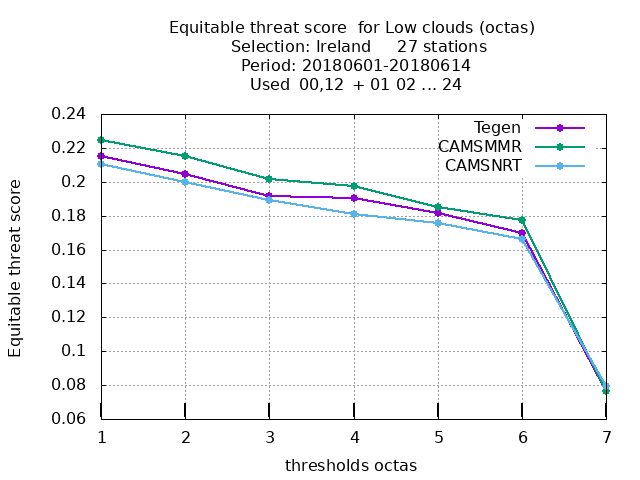 Equitable threat score  for Low clouds (octas)
Selection: Ireland     27 stations
Period: 20180601-20180614
Used  00,12  + 01 02 ... 24
0.24
0.22
0.2
0.18
0.16
0.14
0.12
0.1
0.08
0.06
Equitable threat score
Tegen
CAMSMMR
CAMSNRT
1 2 3 4 5 6 7
thresholds octas